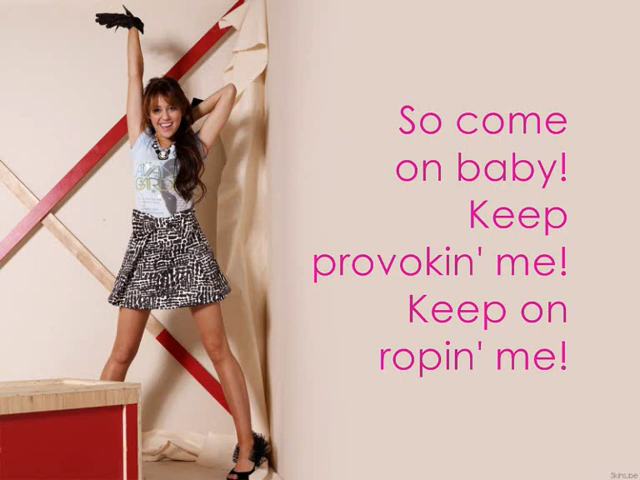 So come
on baby!
Keep
provokin' me!
Keep on
ropin' me!